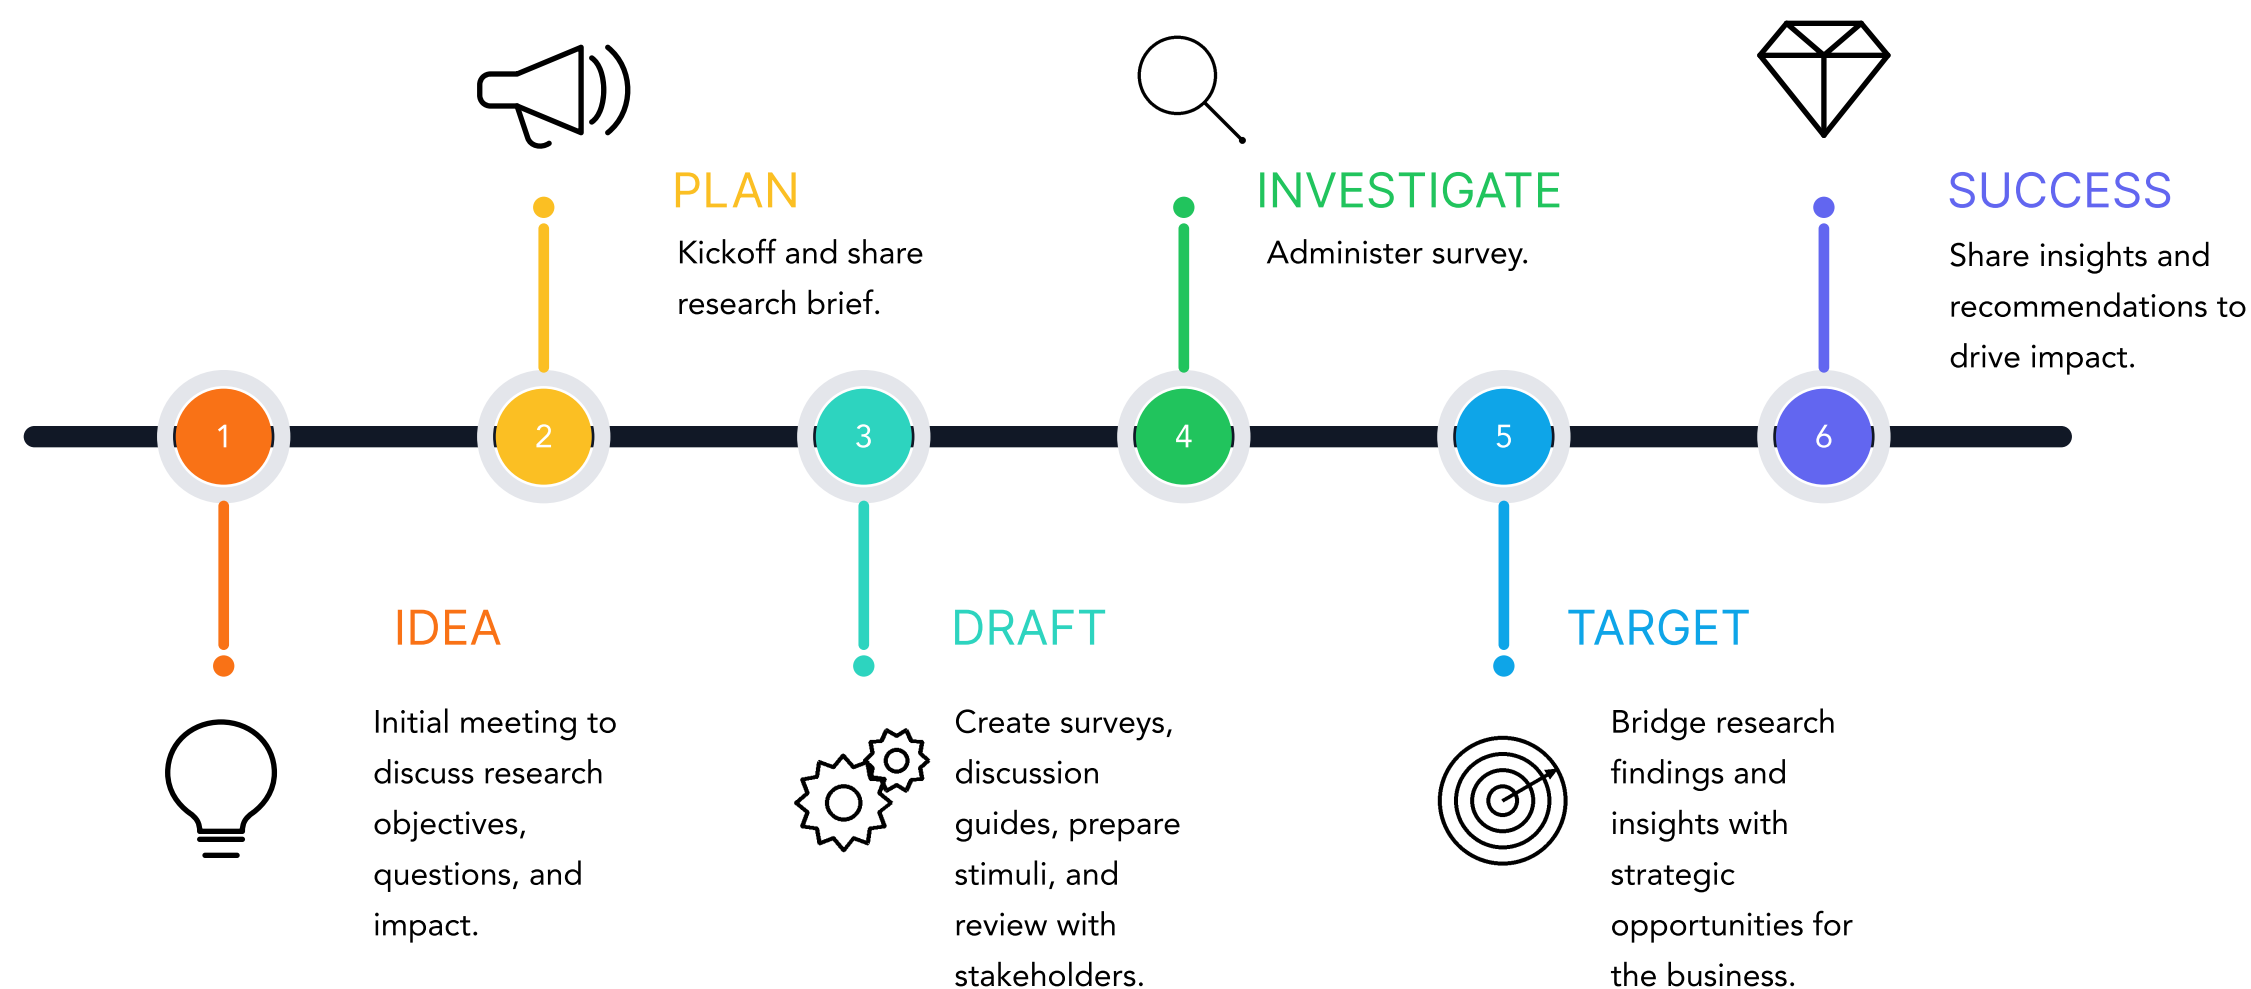 PLAN
Kickoff and share
research brief.
INVESTIGATE
Administer survey.
SUCCESS
Share insights and
recommendations to
drive impact.
1
2
3
4
5
6
IDEA
Initial meeting to
discuss research
objectives,
questions, and
impact.
DRAFT
Create surveys,
discussion
guides, prepare
stimuli, and
review with
stakeholders.
TARGET
Bridge research
findings and
insights with
strategic
opportunities for
the business.